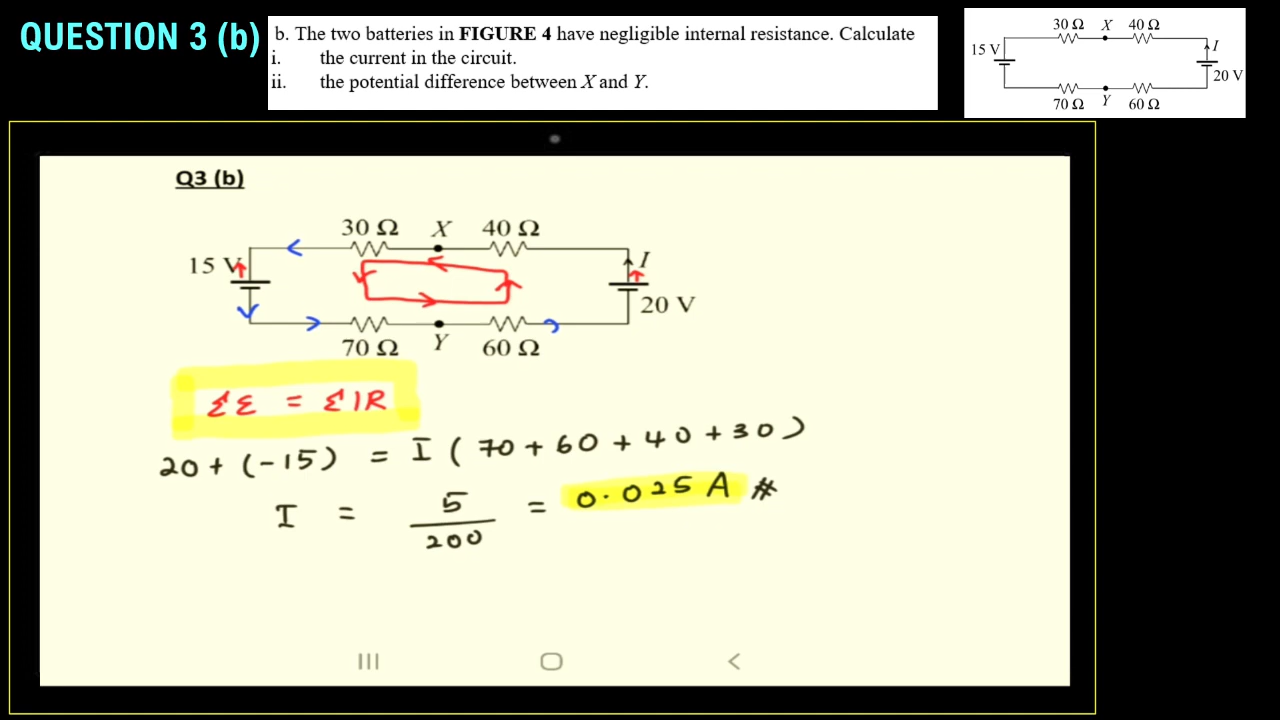 QUESTION 3 (b)
b. The two batteries in FIGURE 4 have negligible internal resistance. Calculate
i. the current in the circuit.
ii. the potential difference between X and Y.
30 Ω X 40 Ω
15 V
I
20 V
70 Ω Y 60 Ω
Q3 (b)
30 Ω X 40 Ω
15 V
I
20 V
70 Ω Y 60 Ω
Σε = ΣIR
20 + (-15) = I ( 70 + 60 + 40 + 30 )
I = 5/200 = 0.025 A #